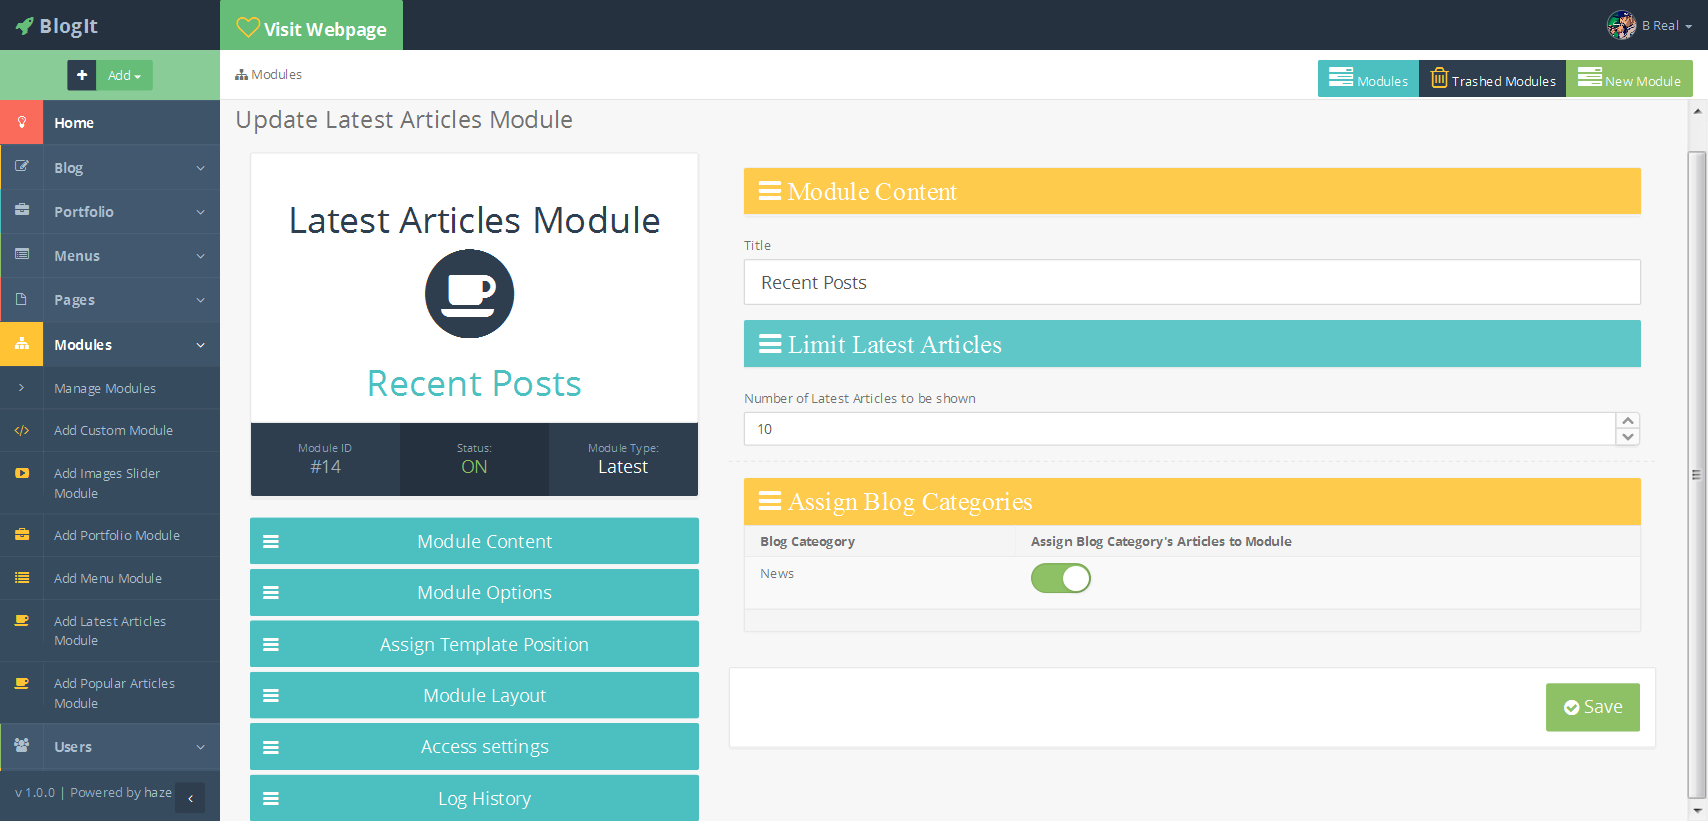 BlogIt
Visit Webpage
B Real
Add
Modules
Modules
Trashed Modules
New Module
Home
Blog
Portfolio
Menus
Pages
Modules
Manage Modules
Add Custom Module
Add Images Slider
Module
Add Portfolio Module
Add Menu Module
Add Latest Articles
Module
Add Popular Articles
Module
Users
v 1.0.0 | Powered by haze
Update Latest Articles Module
Latest Articles Module
Recent Posts
Module ID
#14
Status:
ON
Module Type:
Latest
Module Content
Module Options
Assign Template Position
Module Layout
Access settings
Log History
Module Content
Title
Recent Posts
Limit Latest Articles
Number of Latest Articles to be shown
10
Assign Blog Categories
Blog Cateogory
Assign Blog Category's Articles to Module
News
Save